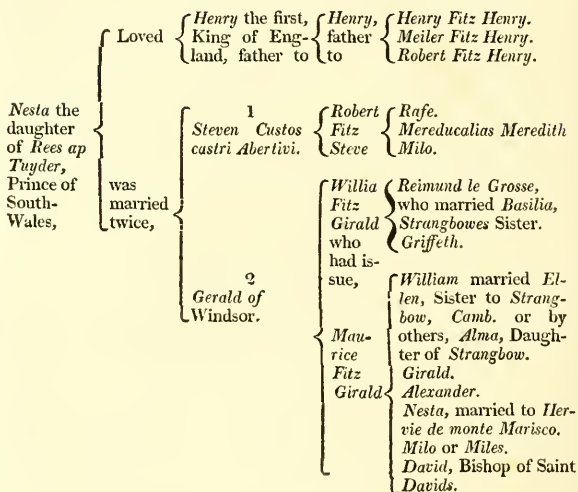 Nesta the
daughter
of Rees ap
Tuyder,
Prince of
South-
Wales,
Loved
Henry the first,
King of Eng-
land, father to
Henry,
father
to
Henry Fitz Henry.
Meiler Fitz Henry.
Robert Fitz Henry.
was
married
twice,
1
Steven Custos
castri Abertivi.
Robert
Fitz
Steve
Rafe.
Mereducalias Meredith
Milo.
2
Gerald of
Windsor.
Willia
Fitz
Girald
who
had is-
sue,
Reimund le Grosse,
who married Basilia,
Strangbowes Sister.
Griffeth.
Mau-
rice
Fitz
Girald
William married El-
len, Sister to Strang-
bow, Camb. or by
others, Alma, Daugh-
ter of Strangbow.
Girald.
Alexander.
Nesta, married to Her-
vie de monte Marisco.
Milo or Miles.
David, Bishop of Saint
Davids.